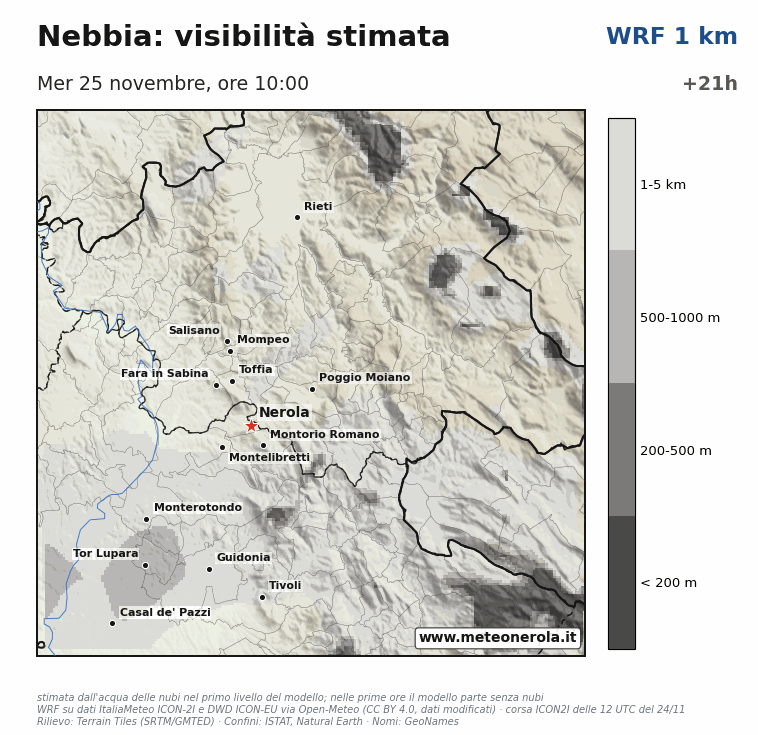 Nebbia: visibilità stimata
WRF 1 km
Mer 25 novembre, ore 10:00
+21h
1-5 km
500-1000 m
200-500 m
< 200 m
Rieti
Salisano
Mompeo
Fara in Sabina
Toffia
Poggio Moiano
Nerola
Montorio Romano
Montelibretti
Monterotondo
Tor Lupara
Guidonia
Tivoli
Casal de' Pazzi
www.meteonerola.it
stimata dall'acqua delle nubi nel primo livello del modello; nelle prime ore il modello parte senza nubi
WRF su dati ItaliaMeteo ICON-2I e DWD ICON-EU via Open-Meteo (CC BY 4.0, dati modificati) · corsa ICON2I delle 12 UTC del 24/11
Rilievo: Terrain Tiles (SRTM/GMTED) · Confini: ISTAT, Natural Earth · Nomi: GeoNames